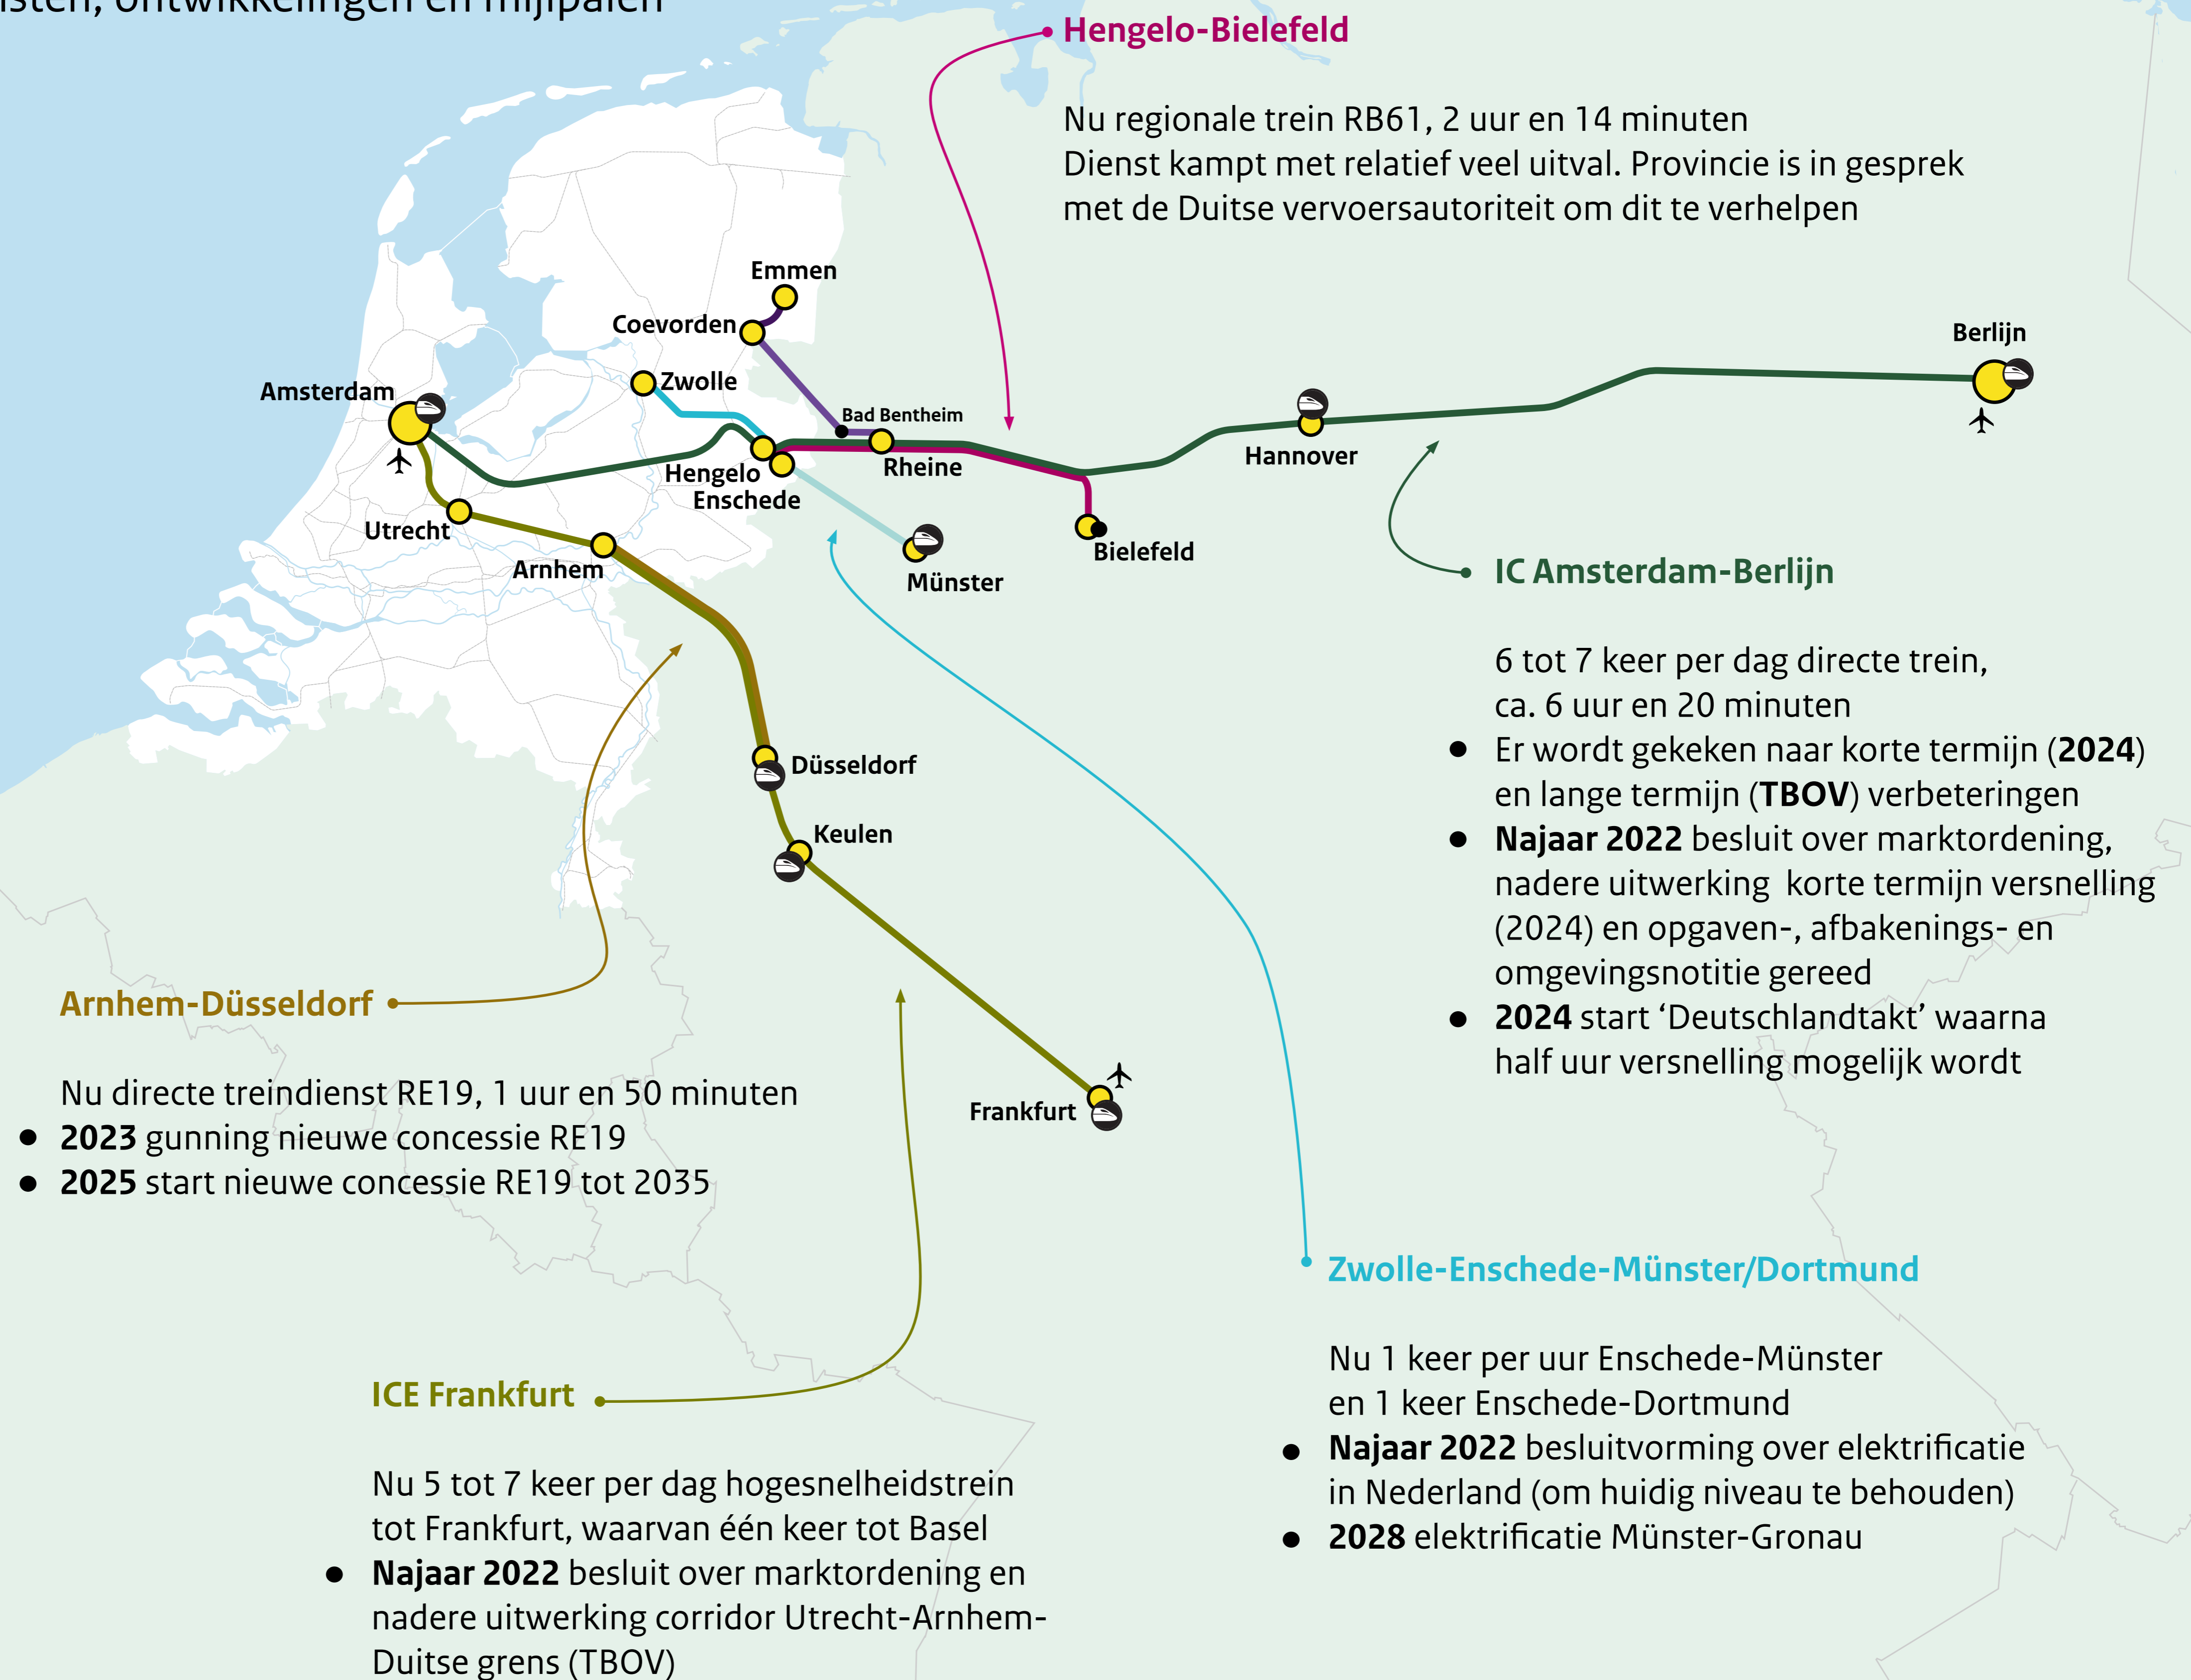 ontwikkelingen en mijlpalen
Hengelo-Bielefeld
Nu regionale trein RB61, 2 uur en 14 minuten
Dienst kampt met relatief veel uitval. Provincie is in gesprek
met de Duitse vervoersautoriteit om dit te verhelpen
Emmen
Coevorden
Zwolle
Amsterdam
Bad Bentheim
Rheine
Hengelo
Enschede
Utrecht
Arnhem
Münster
Bielefeld
Hannover
Berlijn
Düsseldorf
Keulen
Frankfurt
IC Amsterdam-Berlijn
6 tot 7 keer per dag directe trein,
ca. 6 uur en 20 minuten
● Er wordt gekeken naar korte termijn (2024)
en lange termijn (TBOV) verbeteringen
● Najaar 2022 besluit over marktordening,
nadere uitwerking korte termijn versnelling
(2024) en opgaven-, afbakenings- en
omgevingsnotitie gereed
● 2024 start ‘Deutschlandtakt’ waarna
half uur versnelling mogelijk wordt
Arnhem-Düsseldorf
Nu directe treindienst RE19, 1 uur en 50 minuten
● 2023 gunning nieuwe concessie RE19
● 2025 start nieuwe concessie RE19 tot 2035
Zwolle-Enschede-Münster/Dortmund
Nu 1 keer per uur Enschede-Münster
en 1 keer Enschede-Dortmund
● Najaar 2022 besluitvorming over elektrificatie
in Nederland (om huidig niveau te behouden)
● 2028 elektrificatie Münster-Gronau
ICE Frankfurt
Nu 5 tot 7 keer per dag hogesnelheidstrein
tot Frankfurt, waarvan één keer tot Basel
● Najaar 2022 besluit over marktordening en
nadere uitwerking corridor Utrecht-Arnhem-
Duitse grens (TBOV)